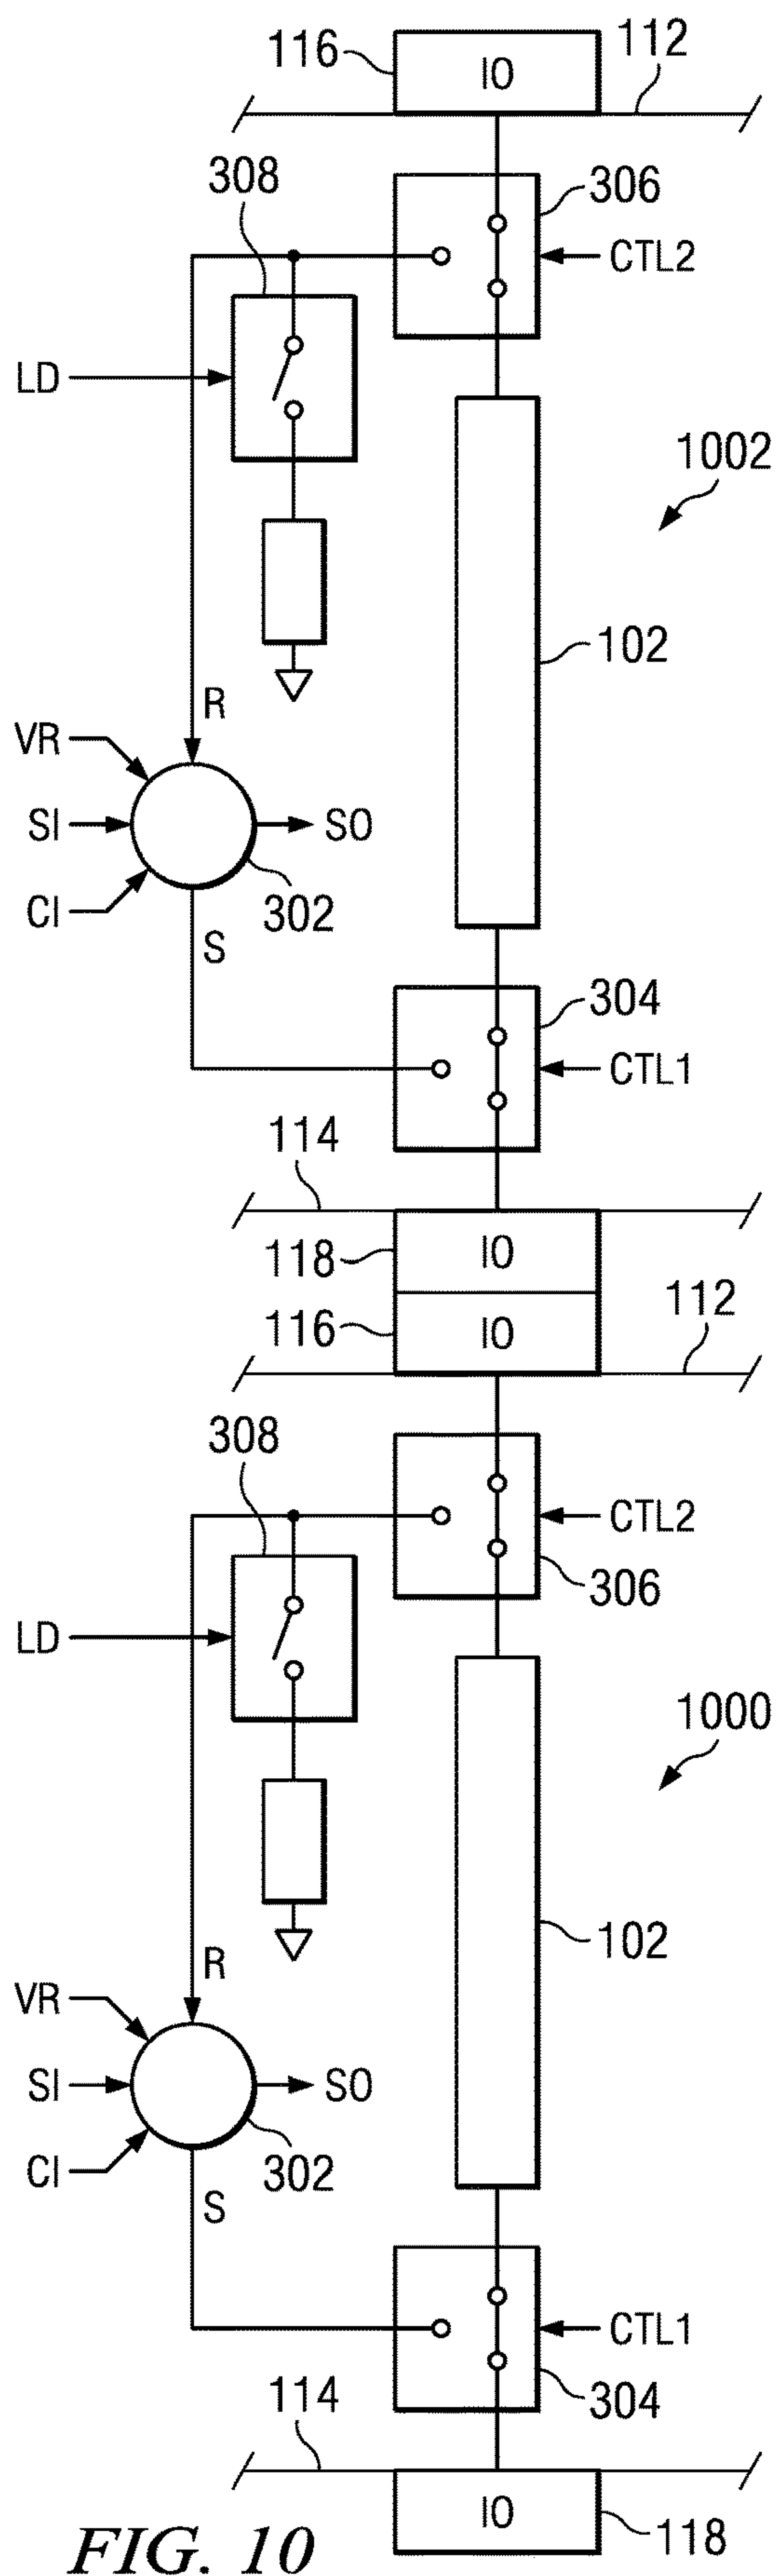 116
IO
112
308
306
CTL2
LD
1002
102
R
VR
SI
SO
CI
302
S
304
CTL1
114
118
IO
116
IO
112
308
CTL2
306
LD
1000
102
R
VR
SI
SO
CI
302
S
CTL1
304
114
IO
118
FIG. 10